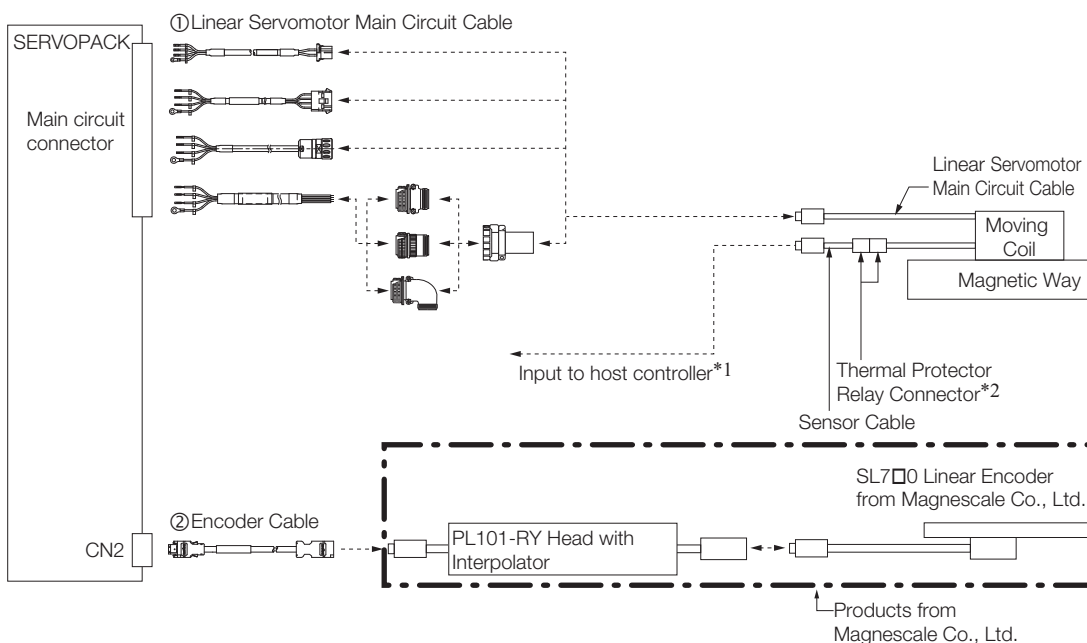 ①Linear Servomotor Main Circuit Cable
SERVOPACK
Main circuit
connector
Linear Servomotor
Main Circuit Cable
Moving
Coil
Magnetic Way
Input to host controller*1
Thermal Protector
Relay Connector*2
Sensor Cable
SL7□0 Linear Encoder
from Magnescale Co., Ltd.
②Encoder Cable
CN2
PL101-RY Head with
Interpolator
Products from
Magnescale Co., Ltd.